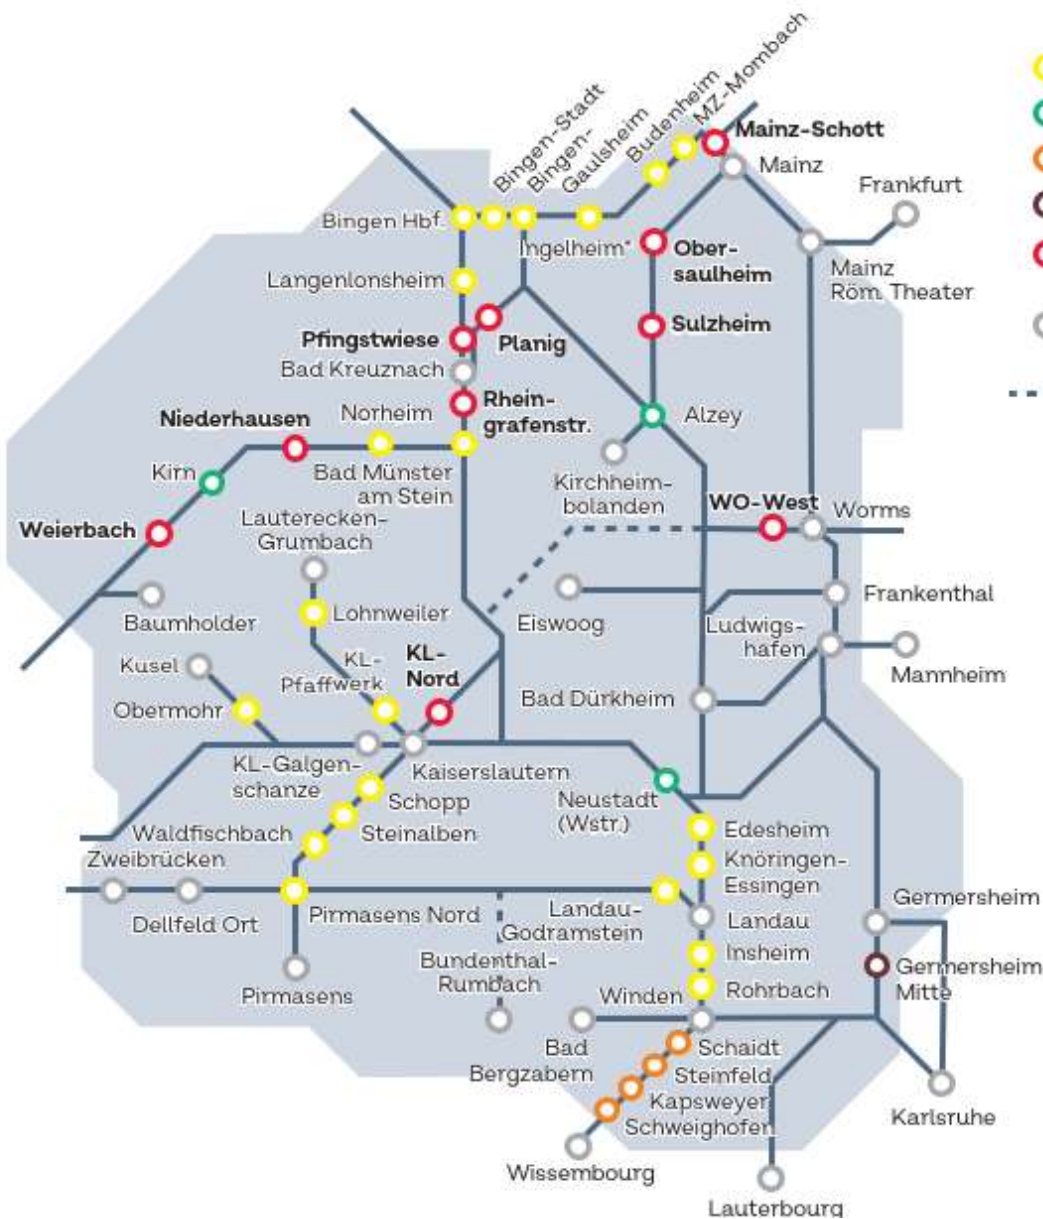 Bingen-Stadt
Bingen-
Gaulsheim
Budenheim
MZ-Mombach
Mainz-Schott
Mainz
Frankfurt
Bingen Hbf.
Ingelheim*
Ober-
saulheim
Mainz
Röm. Theater
Langenlonsheim
Pfingstwiese
Planig
Sulzheim
Bad Kreuznach
Rhein-
grafenstr.
Niederhausen
Norheim
Alzey
Kirn
Bad Münster
am Stein
Kirchheim-
bolanden
WO-West
Worms
Weierbach
Lauterecken-
Grumbach
Baumholder
Lohnweiler
Eiswoog
Frankenthal
Ludwigs-
hafen
Mannheim
Kusel
KL-
Pfaffwerk
KL-
Nord
Obermohr
Bad Dürkheim
KL-Galgen-
schanze
Kaiserslautern
Schopp
Neustadt
(Wstr.)
Waldfischbach
Steinalben
Edesheim
Zweibrücken
Knöringen-
Essingen
Dellfeld Ort
Pirmasens Nord
Landau-
Godramstein
Landau
Germersheim
Bundenthal-
Rumbach
Insheim
Germersheim
Mitte
Pirmasens
Winden
Rohrbach
Bad
Bergzabern
Schaidt
Steinfeld
Kapsweyer
Schweighofen
Karlsruhe
Wissembourg
Lauterbourg